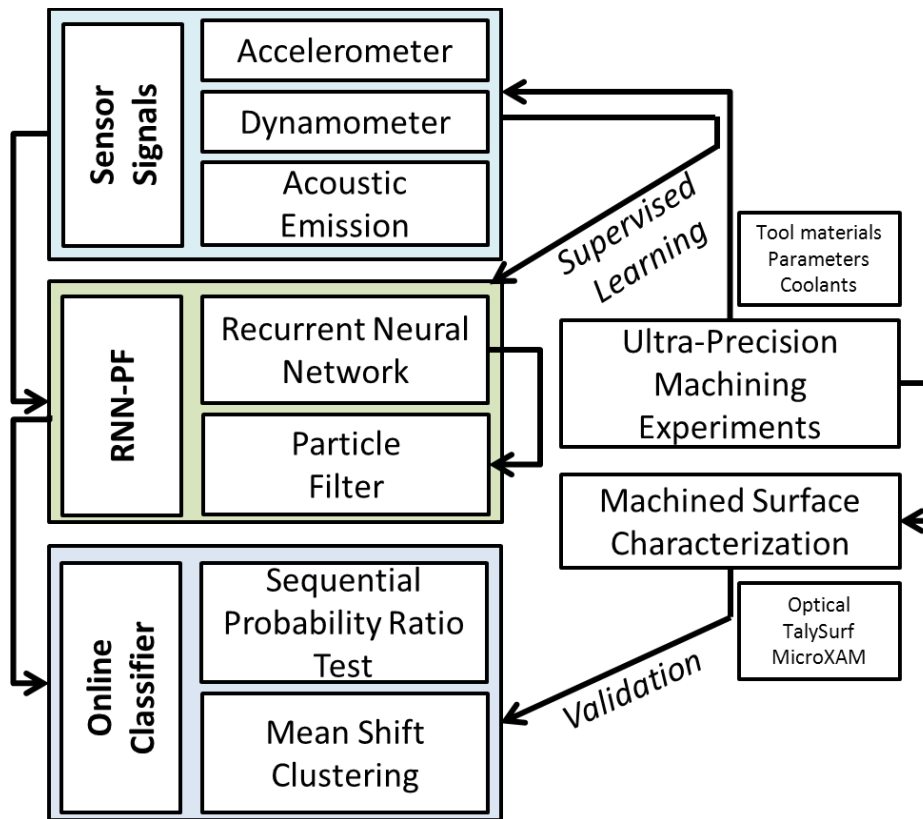 Sensor
Signals
Accelerometer
Dynamometer
Acoustic
Emission
Supervised
Learning
Tool materials
Parameters
Coolants
RNN-PF
Recurrent Neural
Network
Particle
Filter
Ultra-Precision
Machining
Experiments
Machined Surface
Characterization
Optical
TalySurf
MicroXAM
Validation
Online
Classifier
Sequential
Probability Ratio
Test
Mean Shift
Clustering